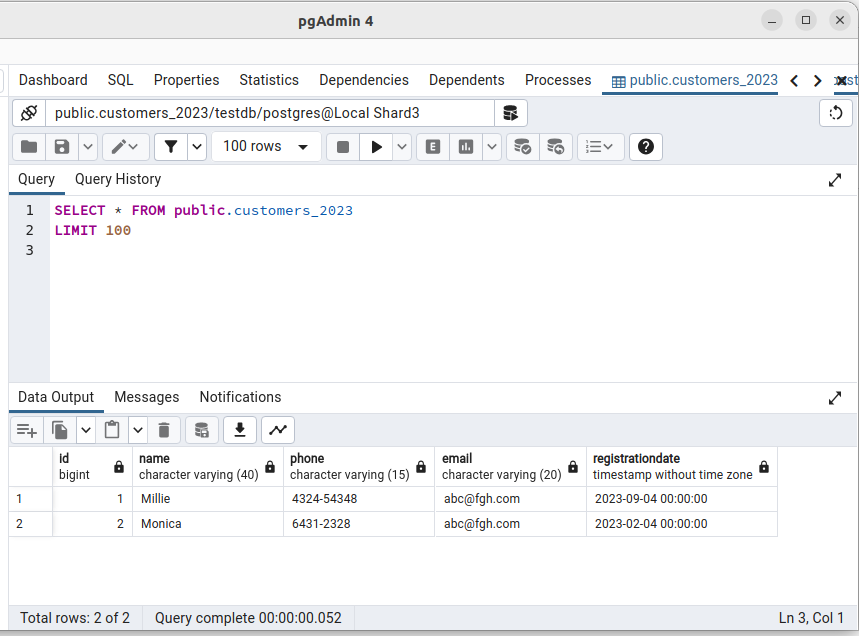 pgAdmin 4
Dashboard SQL Properties Statistics Dependencies Dependents Processes public.customers_2023
public.customers_2023/testdb/postgres@Local Shard3
100 rows E
Query Query History
1 SELECT * FROM public.customers_2023
2 LIMIT 100
3
Data Output Messages Notifications
id name phone email registrationdate
bigint character varying (40) character varying (15) character varying (20) timestamp without time zone
1 1 Millie 4324-54348 abc@fgh.com 2023-09-04 00:00:00
2 2 Monica 6431-2328 abc@fgh.com 2023-02-04 00:00:00
Total rows: 2 of 2 Query complete 00:00:00.052 Ln 3, Col 1